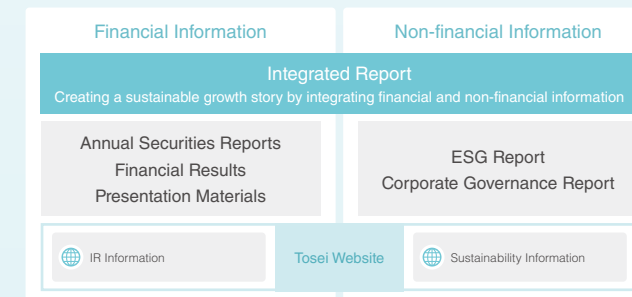 Financial Information
Non-financial Information
Integrated Report
Creating a sustainable growth story by integrating financial and non-financial information
Annual Securities Reports
Financial Results
Presentation Materials
ESG Report
Corporate Governance Report
IR Information
Tosei Website
Sustainability Information